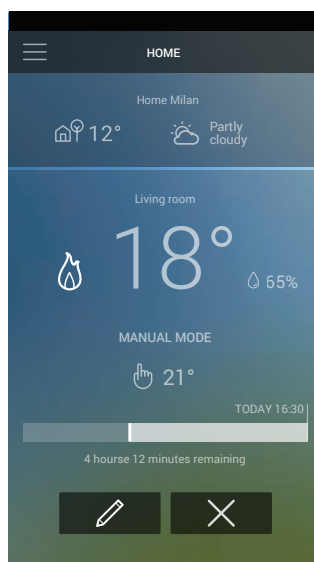 HOME
Home Milan
12°
Partly
cloudy
Living room
18°
65%
MANUAL MODE
21°
TODAY 16:30
4 hourse 12 minutes remaining